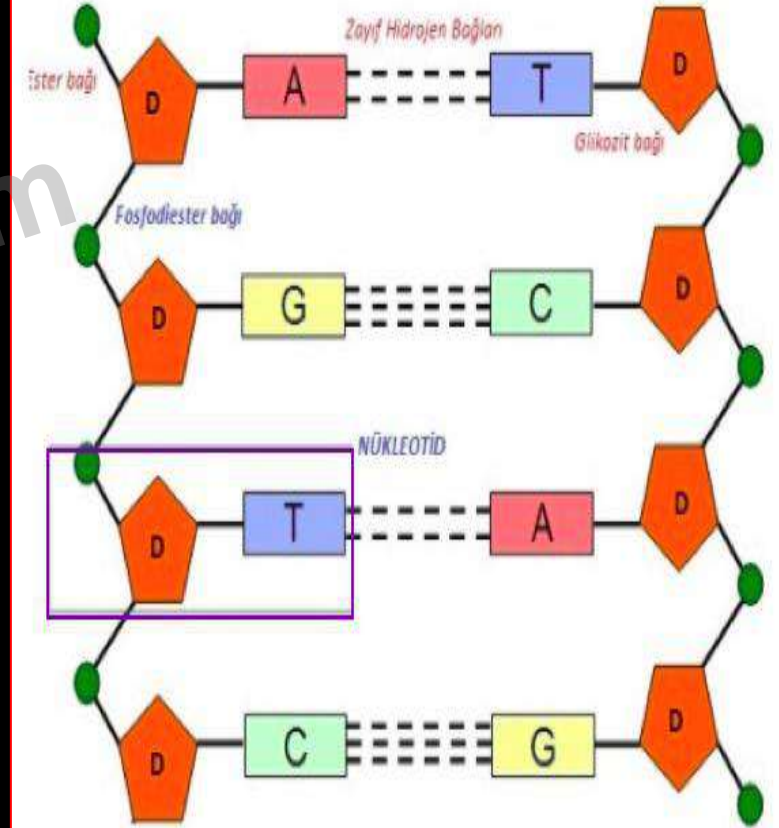 Zayıf Hidrojen Bağları
Ester bağı
D A T D
Glikozit bağı
Fosfodiester bağı
D G C D
NÜKLEOTİD
D T A D
D C G D